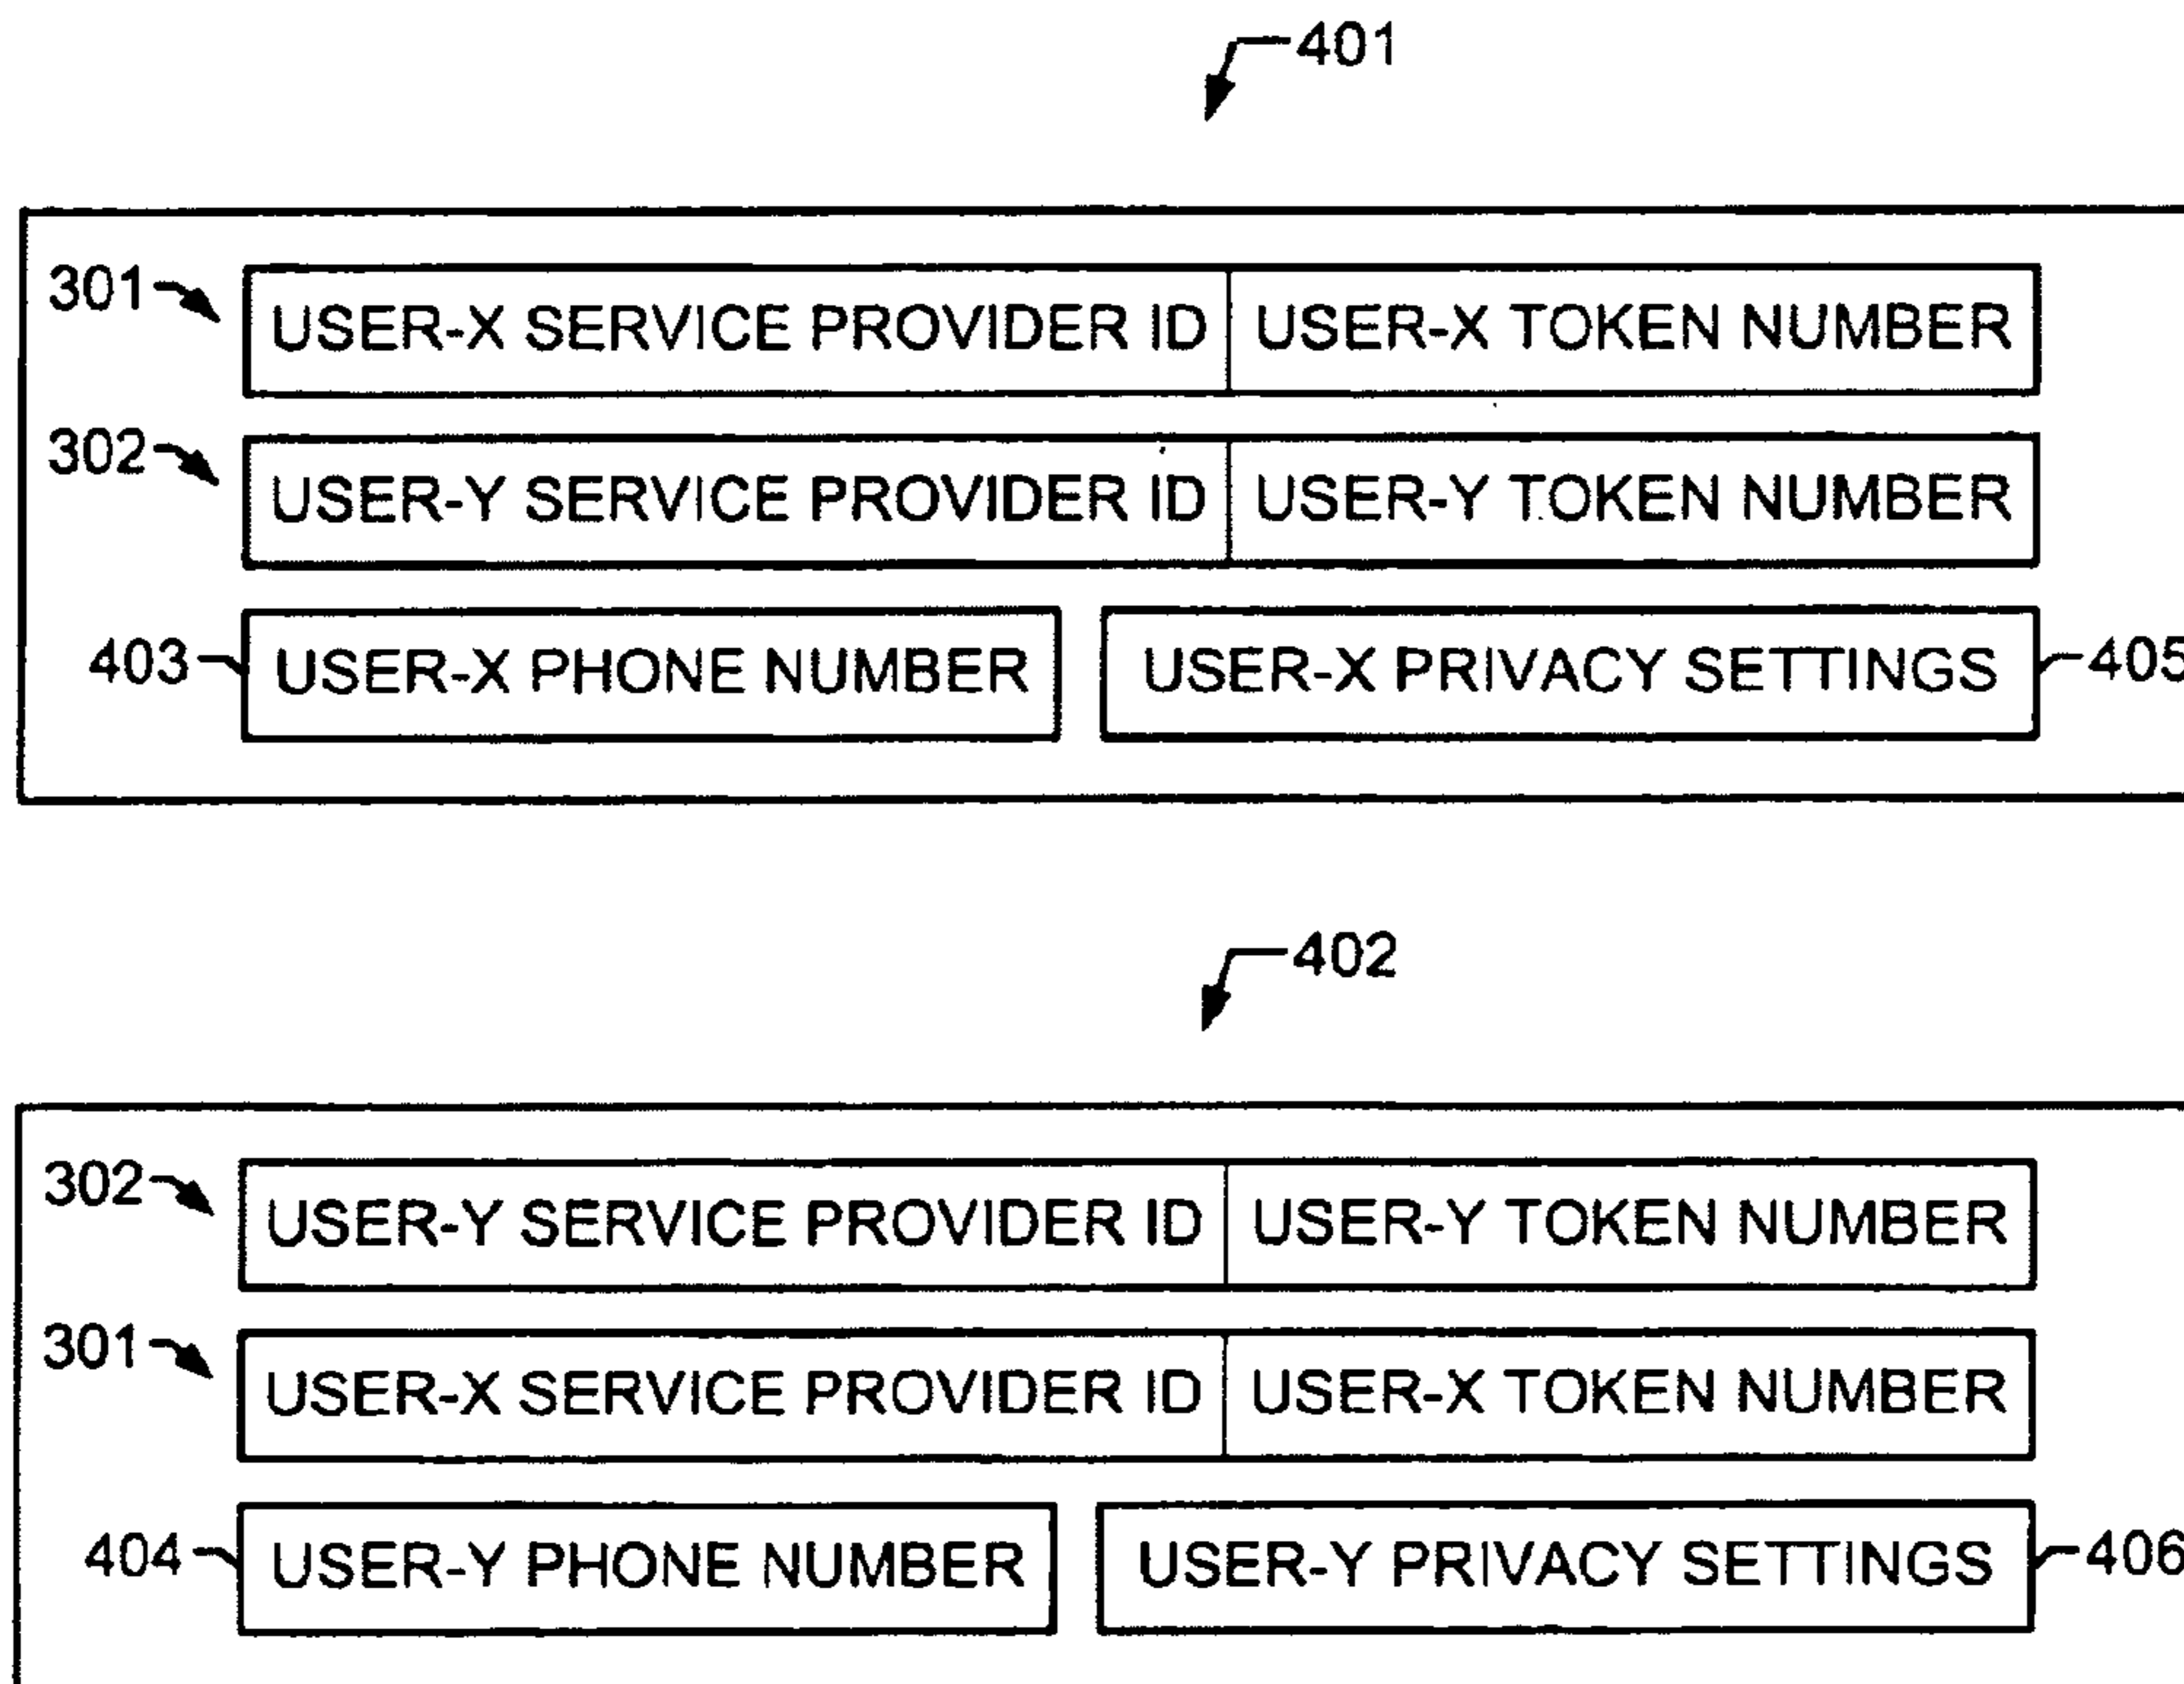 401
301 USER-X SERVICE PROVIDER ID USER-X TOKEN NUMBER
302 USER-Y SERVICE PROVIDER ID USER-Y TOKEN NUMBER
403 USER-X PHONE NUMBER USER-X PRIVACY SETTINGS 405
402
302 USER-Y SERVICE PROVIDER ID USER-Y TOKEN NUMBER
301 USER-X SERVICE PROVIDER ID USER-X TOKEN NUMBER
404 USER-Y PHONE NUMBER USER-Y PRIVACY SETTINGS 406